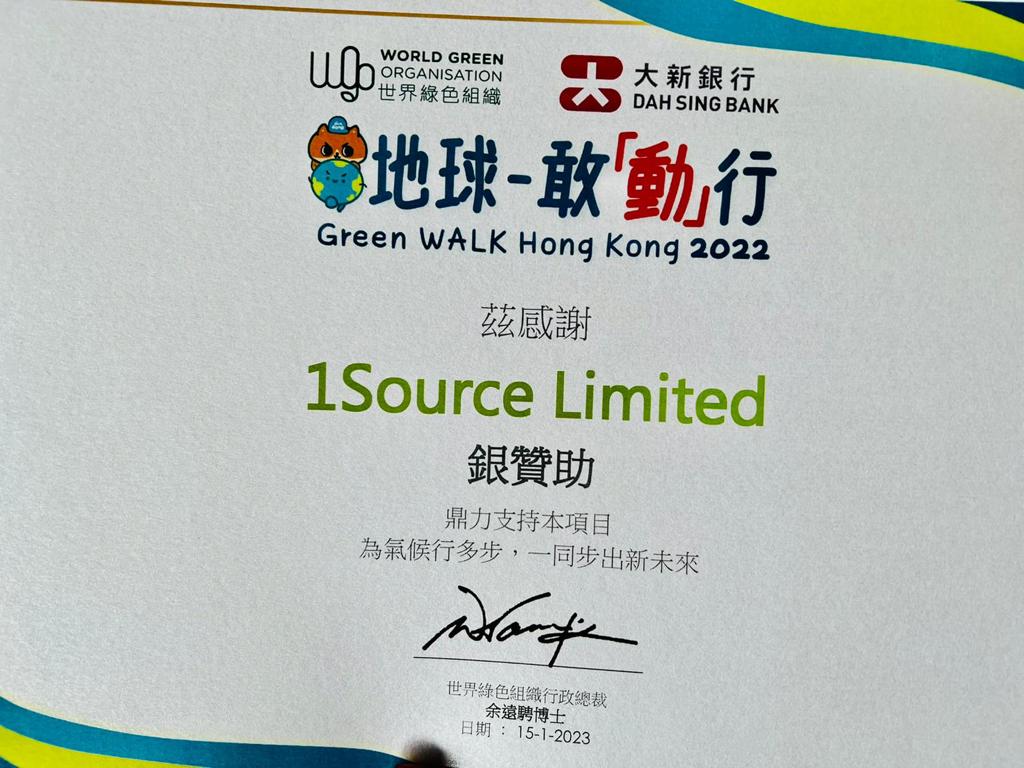 WORLD GREEN
ORGANISATION
世界綠色組織
大新銀行
DAH SING BANK
地球-敢「動」行
Green WALK Hong Kong 2022
茲感謝
1Source Limited
銀贊助
鼎力支持本項目
為氣候行多步，一同步出新未來
世界綠色組織行政總裁
余遠騁博士
日期 ： 15-1-2023